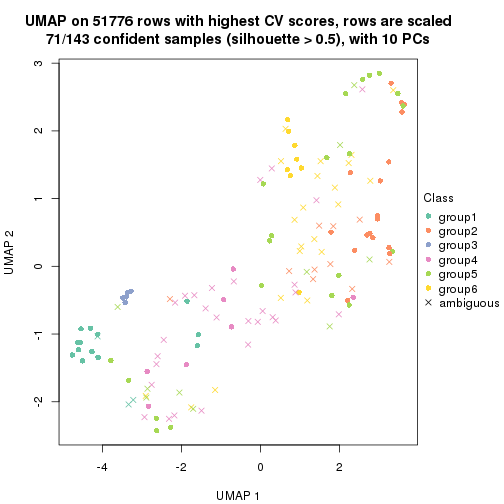 UMAP on 51776 rows with highest CV scores, rows are scaled
71/143 confident samples (silhouette > 0.5), with 10 PCs
3
2
1
0
-1
-2
UMAP 2
-4
-2
0
2
UMAP 1
Class
group1
group2
group3
group4
group5
group6
ambiguous